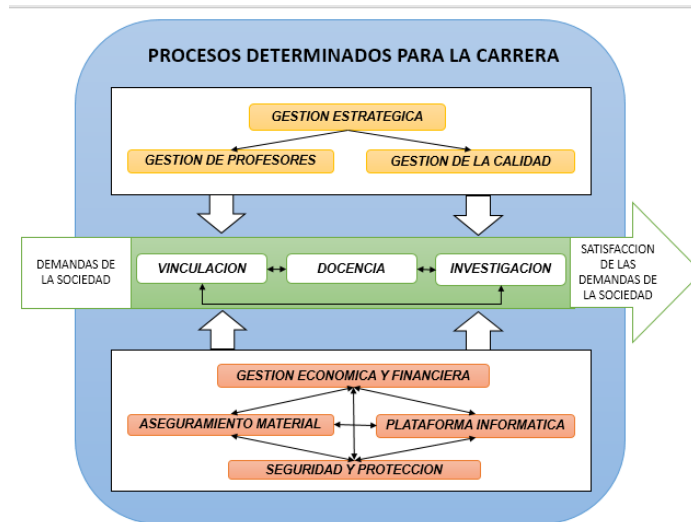 PROCESOS DETERMINADOS PARA LA CARRERA
GESTION ESTRATEGICA
GESTION DE PROFESORES
GESTION DE LA CALIDAD
DEMANDAS DE
LA SOCIEDAD
VINCULACION
DOCENCIA
INVESTIGACION
SATISFACCION
DE LAS
DEMANDAS DE
LA SOCIEDAD
GESTION ECONOMICA Y FINANCIERA
ASEGURAMIENTO MATERIAL
PLATAFORMA INFORMATICA
SEGURIDAD Y PROTECCION